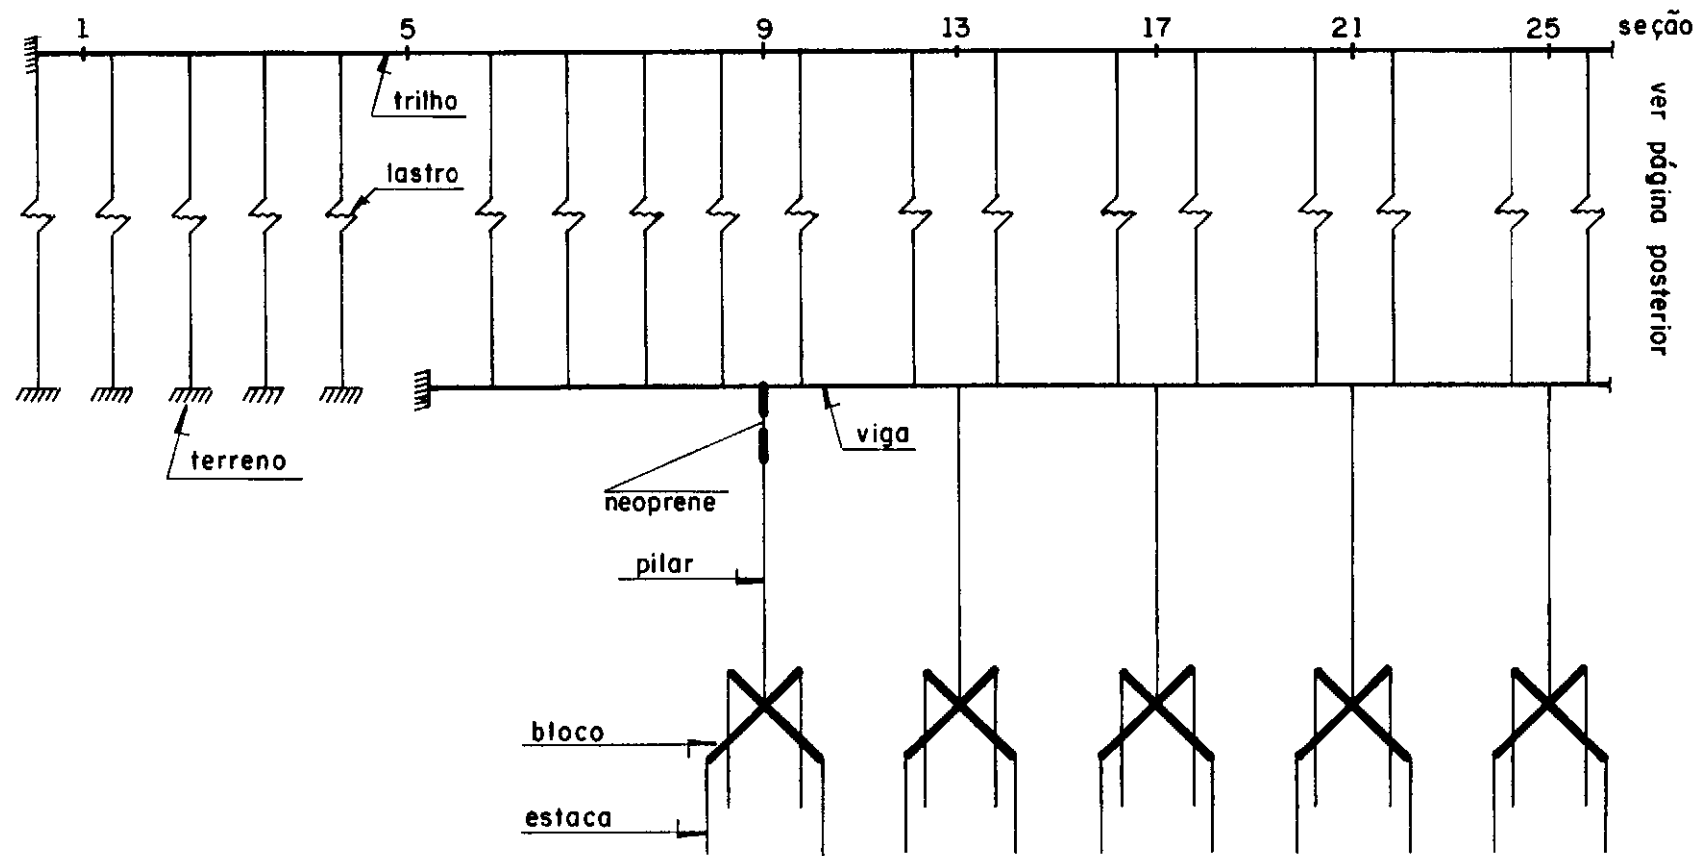 1 5 9 13 17 21 25 seção
trilho
lastro
ver página posterior
terreno
viga
neoprene
pilar
bloco
estaca